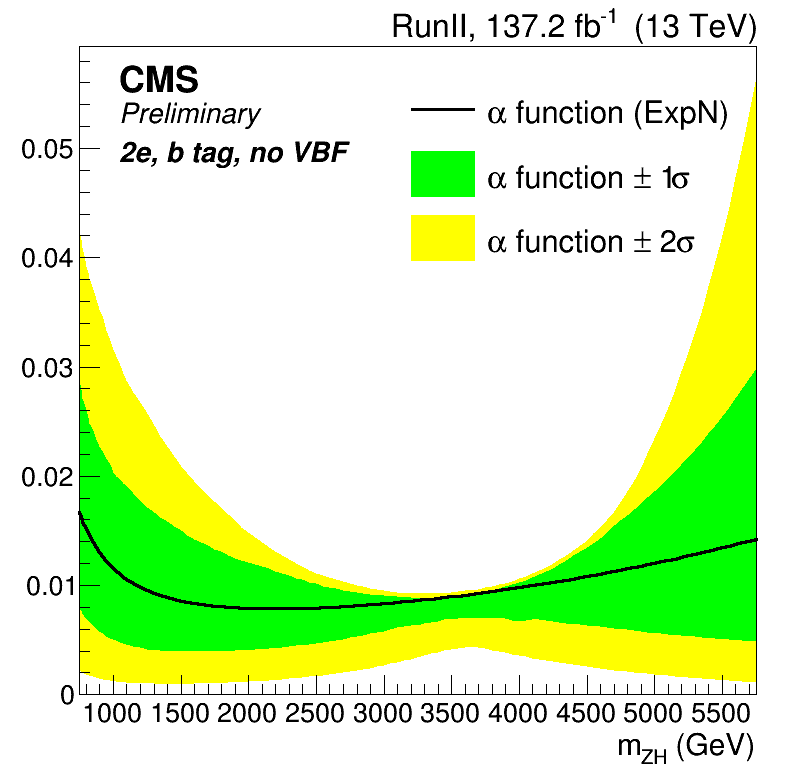 RunII, 137.2 fb-1 (13 TeV)
CMS
Preliminary
2e, b tag, no VBF
α function (ExpN)
α function ± 1σ
α function ± 2σ
0.05
0.04
0.03
0.02
0.01
0
1000 1500 2000 2500 3000 3500 4000 4500 5000 5500
mZH (GeV)